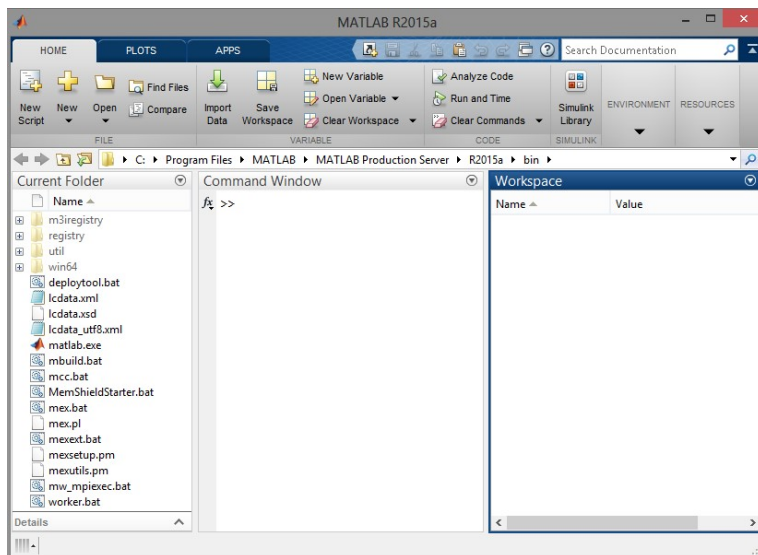 MATLAB R2015a
HOME PLOTS APPS Search Documentation
New Script New Open Find Files Compare Import Data Save Workspace New Variable Open Variable Clear Workspace Analyze Code Run and Time Clear Commands Simulink Library ENVIRONMENT RESOURCES
FILE VARIABLE CODE SIMULINK
C: Program Files MATLAB MATLAB Production Server R2015a bin
Current Folder
Name
m3iregistry
registry
util
win64
deploytool.bat
lcdata.xml
lcdata.xsd
lcdata_utf8.xml
matlab.exe
mbuild.bat
mcc.bat
MemShieldStarter.bat
mex.bat
mex.pl
mexext.bat
mexsetup.pm
mexutils.pm
mw_mpiexec.bat
worker.bat
Details
Command Window
fx >>
Workspace
Name Value